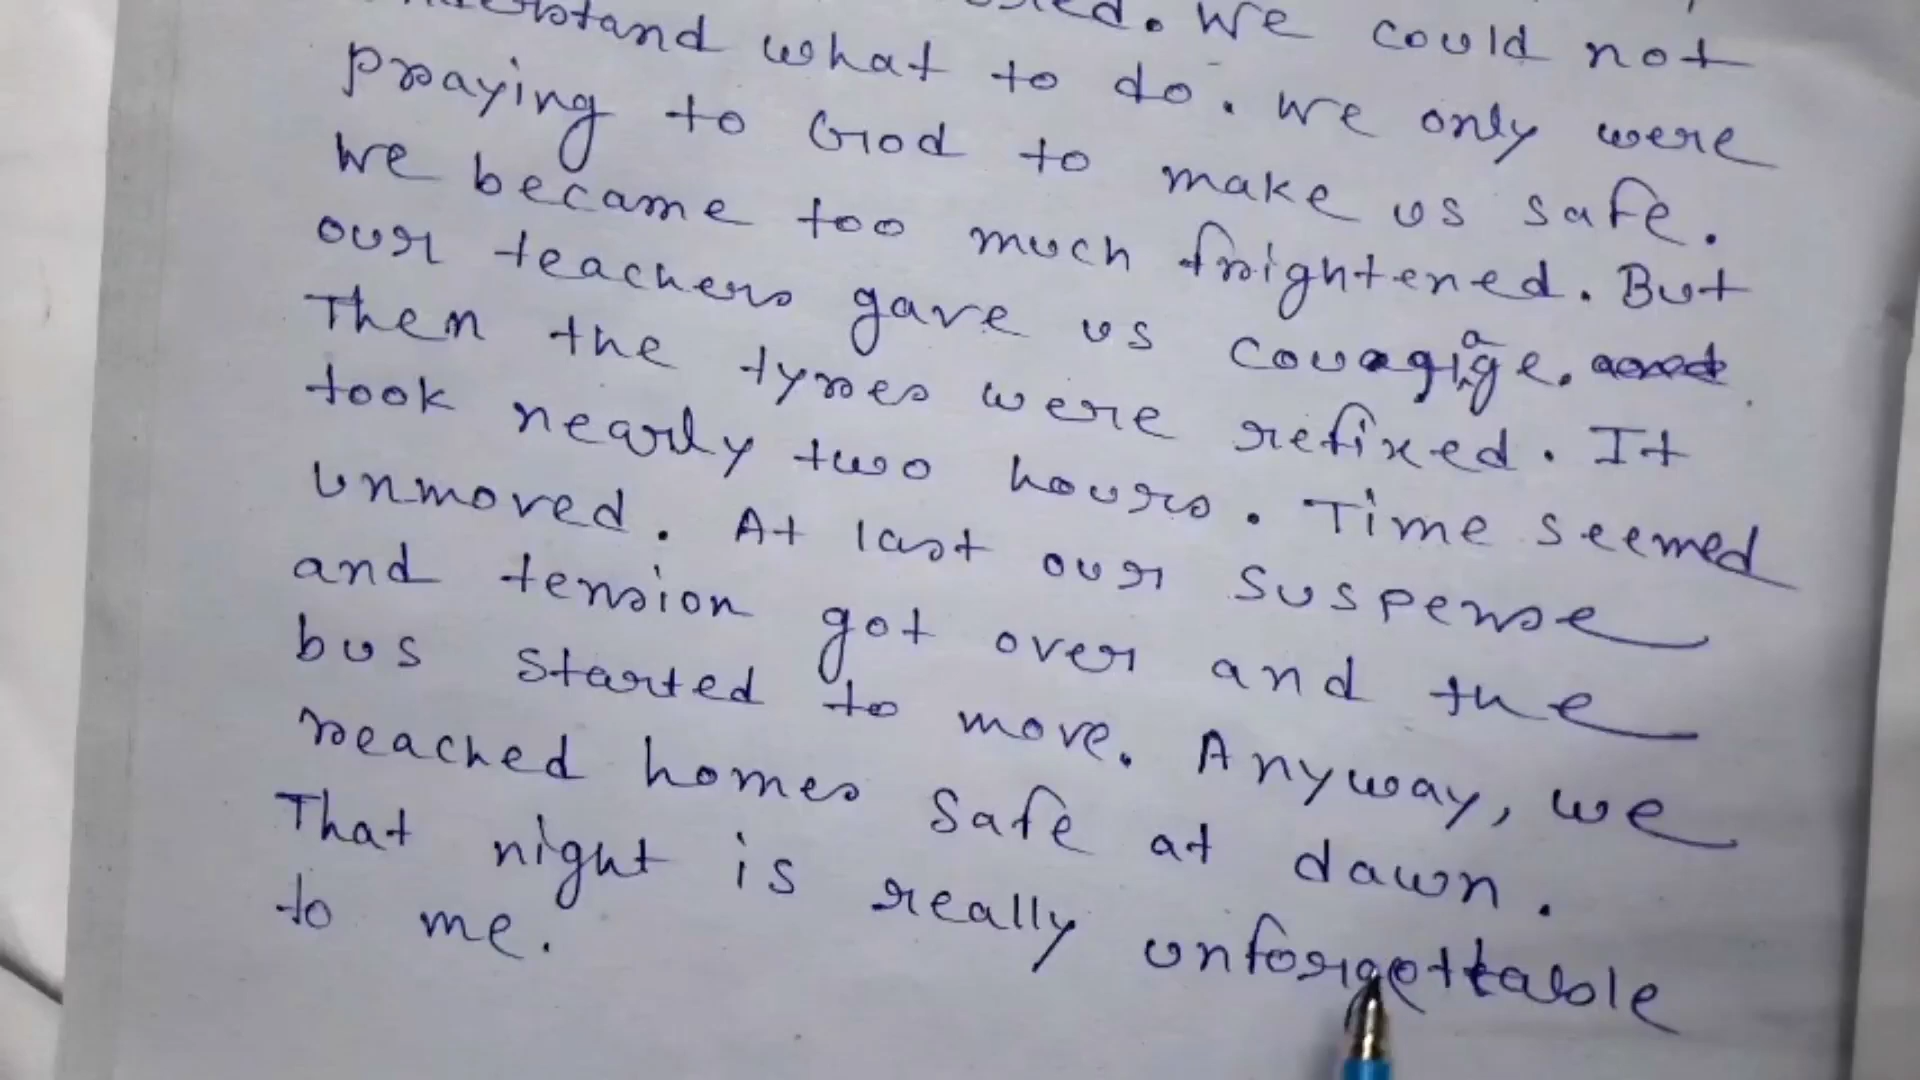 We could not
understand what to do. We only were
praying to God to make us safe.
We became too much frightened. But
our teachers gave us courage.
Then the tyres were refixed. It
took nearly two hours. Time seemed
unmoved. At last our suspense
and tension got over and the
bus started to move. Anyway, we
reached homes safe at dawn.
That night is really unforgettable
to me.